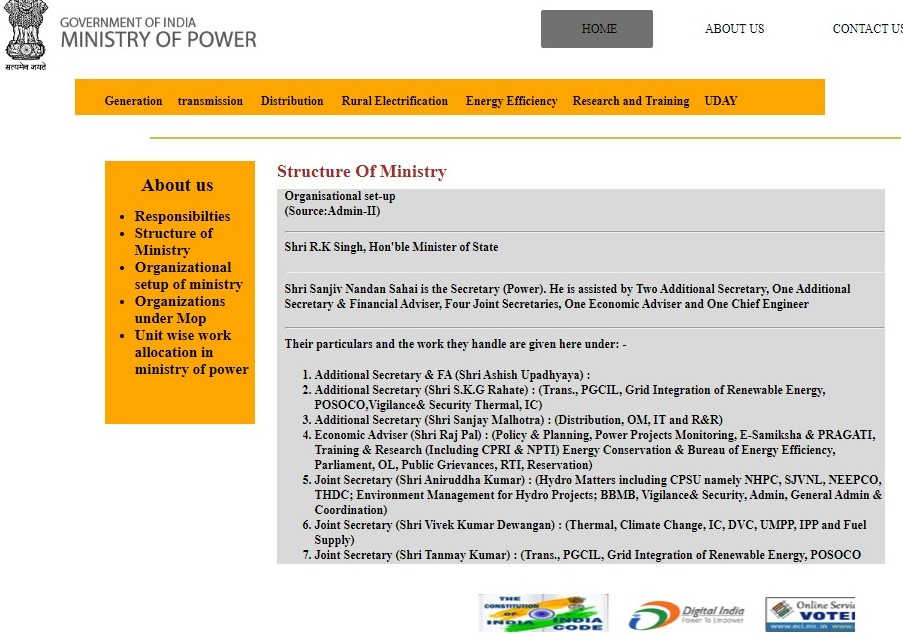 GOVERNMENT OF INDIA
MINISTRY OF POWER
सत्यमेव जयते
HOME
ABOUT US
CONTACT US
Generation transmission Distribution Rural Electrification Energy Efficiency Research and Training UDAY
About us
• Responsibilties
• Structure of
Ministry
• Organizational
setup of ministry
• Organizations
under Mop
• Unit wise work
allocation in
ministry of power
Structure Of Ministry
Organisational set-up
(Source:Admin-II)
Shri R.K Singh, Hon'ble Minister of State
Shri Sanjiv Nandan Sahai is the Secretary (Power). He is assisted by Two Additional Secretary, One Additional
Secretary & Financial Adviser, Four Joint Secretaries, One Economic Adviser and One Chief Engineer
Their particulars and the work they handle are given here under: -
1. Additional Secretary & FA (Shri Ashish Upadhyaya) :
2. Additional Secretary (Shri S.K.G Rahate) : (Trans., PGCIL, Grid Integration of Renewable Energy,
POSOCO,Vigilance& Security Thermal, IC)
3. Additional Secretary (Shri Sanjay Malhotra) : (Distribution, OM, IT and R&R)
4. Economic Adviser (Shri Raj Pal) : (Policy & Planning, Power Projects Monitoring, E-Samiksha & PRAGATI,
Training & Research (Including CPRI & NPTI) Energy Conservation & Bureau of Energy Efficiency,
Parliament, OL, Public Grievances, RTI, Reservation)
5. Joint Secretary (Shri Aniruddha Kumar) : (Hydro Matters including CPSU namely NHPC, SJVNL, NEEPCO,
THDC; Environment Management for Hydro Projects; BBMB, Vigilance& Security, Admin, General Admin &
Coordination)
6. Joint Secretary (Shri Vivek Kumar Dewangan) : (Thermal, Climate Change, IC, DVC, UMPP, IPP and Fuel
Supply)
7. Joint Secretary (Shri Tanmay Kumar) : (Trans., PGCIL, Grid Integration of Renewable Energy, POSOCO
THE
CONSTITUTION
OF
INDIA
INDIA
CODE
Digital India
Power To Empower
Online Servi
VOTE
www.eci.nic.in www.